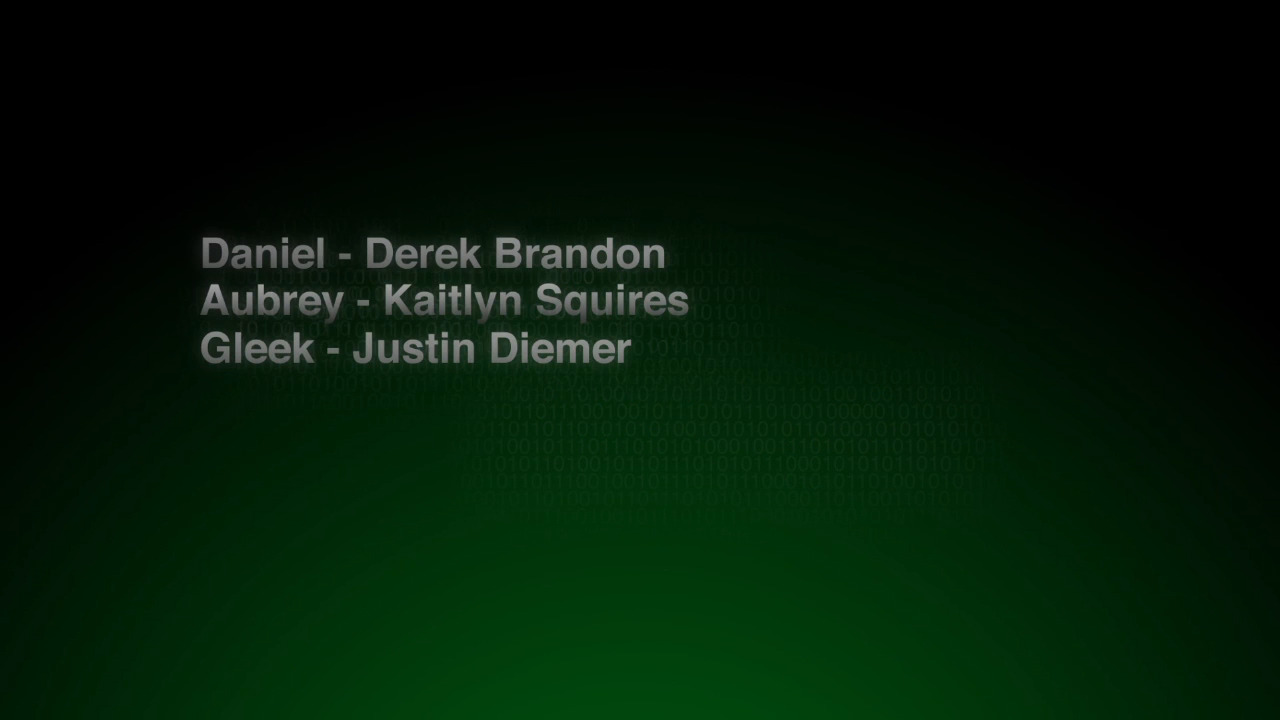 Daniel - Derek Brandon
Aubrey - Kaitlyn Squires
Gleek - Justin Diemer